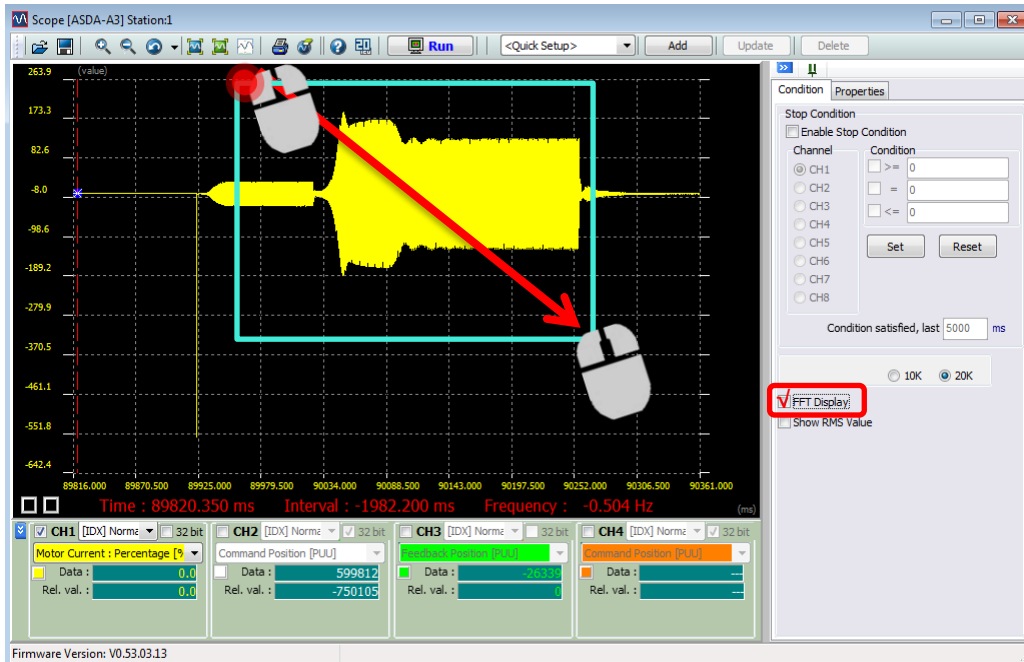 Scope [ASDA-A3] Station:1
Run <Quick Setup> Add Update Delete
263.9 (value)
173.3
82.6
-8.0
-98.6
-189.2
-279.9
-370.5
-461.1
-551.8
-642.4
89816.000 89870.500 89925.000 89979.500 90034.000 90088.500 90143.000 90197.500 90252.000 90306.500 90361.000
Time : 89820.350 ms Interval : -1982.200 ms Frequency : -0.504 Hz (ms)
Condition Properties
Stop Condition
Enable Stop Condition
Channel Condition
CH1 >= 0
CH2 = 0
CH3 <= 0
CH4
CH5 Set Reset
CH6
CH7
CH8
Condition satisfied, last 5000 ms
10K 20K
FFT Display
Show RMS Value
CH1 [IDX] Norma 32 bit CH2 [IDX] Norma 32 bit CH3 [IDX] Norma 32 bit CH4 [IDX] Norma 32 bit
Motor Current : Percentage [% Command Position [PUU] Feedback Position [PUU] Command Position [PUU]
Data : 0.0 Data : 599812 Data : -26339 Data : ---
Rel. val. : 0.0 Rel. val. : -750105 Rel. val. : 0 Rel. val. : ---
Firmware Version: V0.53.03.13